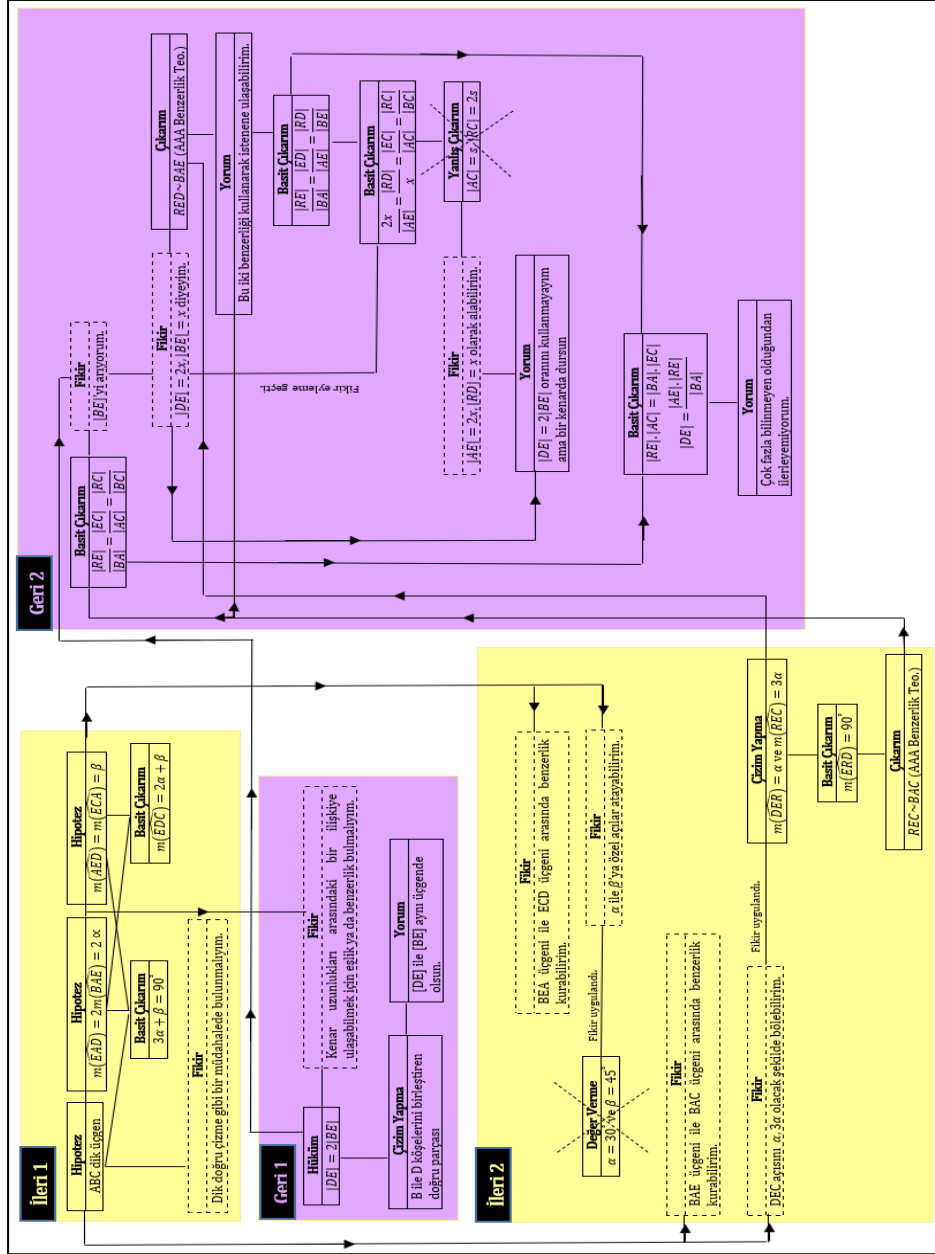 İleri 1
Hipotez
ABC dik üçgen
Hipotez
m(EAD) = 2m(BAE) = 2 ∝
Hipotez
m(AED) = m(ECA) = β
Basit Çıkarım
3α + β = 90°
Basit Çıkarım
m(EDC) = 2α + β
Fikir
Dik doğru çizme gibi bir müdahalede bulunmalıyım.
Geri 1
Hüküm
|DE| = 2|BE|
Fikir
Kenar uzunlukları arasındaki bir ilişkiye
ulaşabilmek için eşlik ya da benzerlik bulmalıyım.
Çizim Yapma
B ile D köşelerini birleştiren
doğru parçası
Yorum
[DE] ile [BE] aynı üçgende
olsun.
İleri 2
Fikir
BEA üçgeni ile ECD üçgeni arasında benzerlik
kurabilirim.
Değer Verme
α = 30° ve β = 45°
Fikir uygulandı.
Fikir
α ile β'ya özel açılar atayabilirim.
Fikir
BAE üçgeni ile BAC üçgeni arasında benzerlik
kurabilirim.
Fikir
DEC açısını α, 3α olacak şekilde bölebilirim.
Fikir uygulandı.
Çizim Yapma
m(DER) = α ve m(REC) = 3α
Basit Çıkarım
m(ERD) = 90°
Çıkarım
REC~BAC (AAA Benzerlik Teo.)
Geri 2
Basit Çıkarım
|RE| / |BA| = |EC| / |AC| = |RC| / |BC|
Fikir
|BE|'yi arıyorum.
Fikir
|DE| = 2x, |BE| = x diyeyim.
Çıkarım
RED~BAE (AAA Benzerlik Teo.)
Yorum
Bu iki benzerliği kullanarak istenene ulaşabilirim.
Basit Çıkarım
|RE| / |BA| = |ED| / |AE| = |RD| / |BE|
Fikir eyleme geçti.
Basit Çıkarım
2x / |AE| = |RD| / x = |EC| / |AC| = |RC| / |BC|
Fikir
|AE| = 2x, |RD| = x olarak alabilirim.
Yanlış Çıkarım
|AC| = s, |RC| = 2s
Yorum
|DE| = 2|BE| oranını kullanmayayım
ama bir kenarda dursun
Basit Çıkarım
|RE|.|AC| = |BA|.|EC|
|DE| = |AE|.|RE| / |BA|
Yorum
Çok fazla bilinmeyen olduğundan
ilerleyemiyorum.